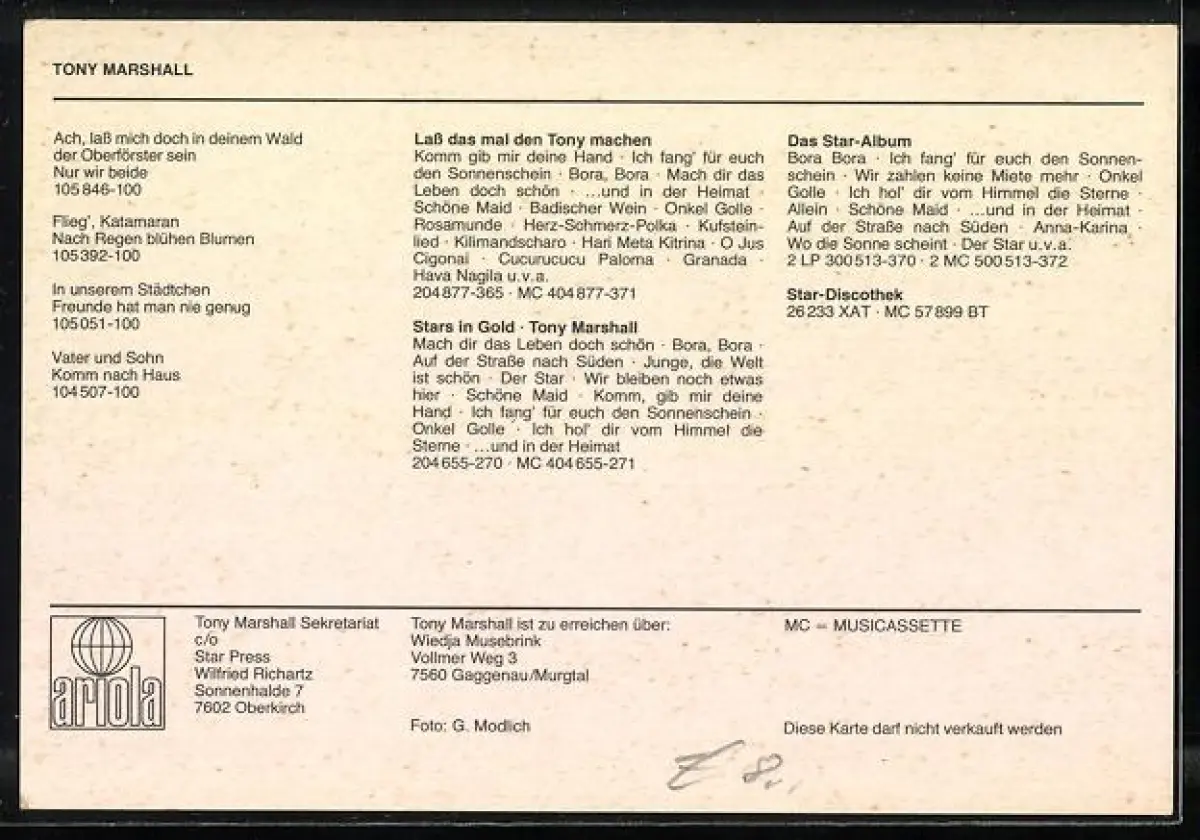 TONY MARSHALL
Ach, laß mich doch in deinem Wald
der Oberförster sein
Nur wir beide
105 846-100
Flieg', Katamaran
Nach Regen blühen Blumen
105 392-100
In unserem Städtchen
Freunde hat man nie genug
105 051-100
Vater und Sohn
Komm nach Haus
104 507-100
Laß das mal den Tony machen
Komm gib mir deine Hand · Ich fang' für euch
den Sonnenschein · Bora, Bora · Mach dir das
Leben doch schön · ...und in der Heimat ·
Schöne Maid · Badischer Wein · Onkel Golle ·
Rosamunde · Herz-Schmerz-Polka · Kufstein-
lied · Kilimandscharo · Hari Meta Kitrina · O Jus
Cigonai · Cucurucucu Paloma · Granada ·
Hava Nagila u.v.a.
204 877-365 · MC 404 877-371
Stars in Gold · Tony Marshall
Mach dir das Leben doch schön · Bora, Bora ·
Auf der Straße nach Süden · Junge, die Welt
ist schön · Der Star · Wir bleiben noch etwas
hier · Schöne Maid · Komm, gib mir deine
Hand · Ich fang' für euch den Sonnenschein ·
Onkel Golle · Ich hol' dir vom Himmel die
Sterne · ...und in der Heimat
204 655-270 · MC 404 655-271
Das Star-Album
Bora Bora · Ich fang' für euch den Sonnen-
schein · Wir zahlen keine Miete mehr · Onkel
Golle · Ich hol' dir vom Himmel die Sterne ·
Allein · Schöne Maid · ...und in der Heimat ·
Auf der Straße nach Süden · Anna-Karina ·
Wo die Sonne scheint · Der Star u.v.a.
2 LP 300 513-370 · 2 MC 500 513-372
Star-Discothek
26 233 XAT · MC 57 899 BT
ariola
Tony Marshall Sekretariat
c/o
Star Press
Wilfried Richartz
Sonnenhalde 7
7602 Oberkirch
Tony Marshall ist zu erreichen über:
Wiedja Musebrink
Vollmer Weg 3
7560 Gaggenau/Murgtal
Foto: G. Modlich
MC = MUSICASSETTE
Diese Karte darf nicht verkauft werden